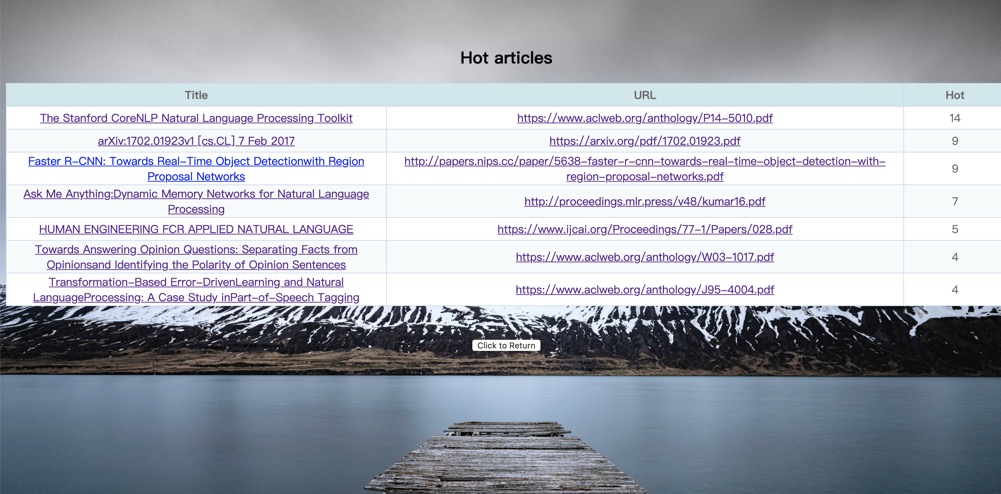 Hot articles
Title URL Hot
The Stanford CoreNLP Natural Language Processing Toolkit https://www.aclweb.org/anthology/P14-5010.pdf 14
arXiv:1702.01923v1 [cs.CL] 7 Feb 2017 https://arxiv.org/pdf/1702.01923.pdf 9
Faster R-CNN: Towards Real-Time Object Detectionwith Region
Proposal Networks
http://papers.nips.cc/paper/5638-faster-r-cnn-towards-real-time-object-detection-with-
region-proposal-networks.pdf
9
Ask Me Anything:Dynamic Memory Networks for Natural Language
Processing
http://proceedings.mlr.press/v48/kumar16.pdf
7
HUMAN ENGINEERING FCR APPLIED NATURAL LANGUAGE https://www.ijcai.org/Proceedings/77-1/Papers/028.pdf 5
Towards Answering Opinion Questions: Separating Facts from
Opinionsand Identifying the Polarity of Opinion Sentences
https://www.aclweb.org/anthology/W03-1017.pdf
4
Transformation-Based Error-DrivenLearning and Natural
LanguageProcessing: A Case Study inPart-of-Speech Tagging
https://www.aclweb.org/anthology/J95-4004.pdf
4
Click to Return